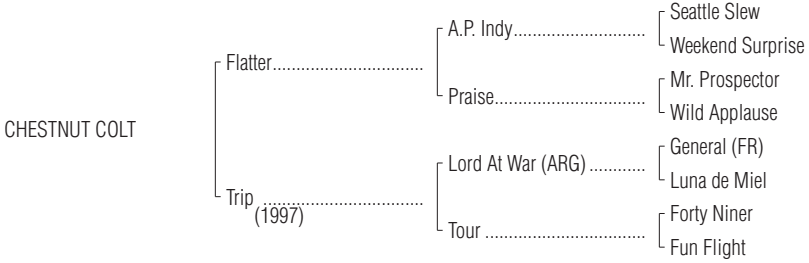 Seattle Slew
A.P. Indy..............................
Weekend Surprise
Flatter..................................
Mr. Prospector
Praise..................................
Wild Applause
CHESTNUT COLT
General (FR)
Lord At War (ARG) .............
Luna de Miel
Trip ....................................
(1997)
Forty Niner
Tour ....................................
Fun Flight